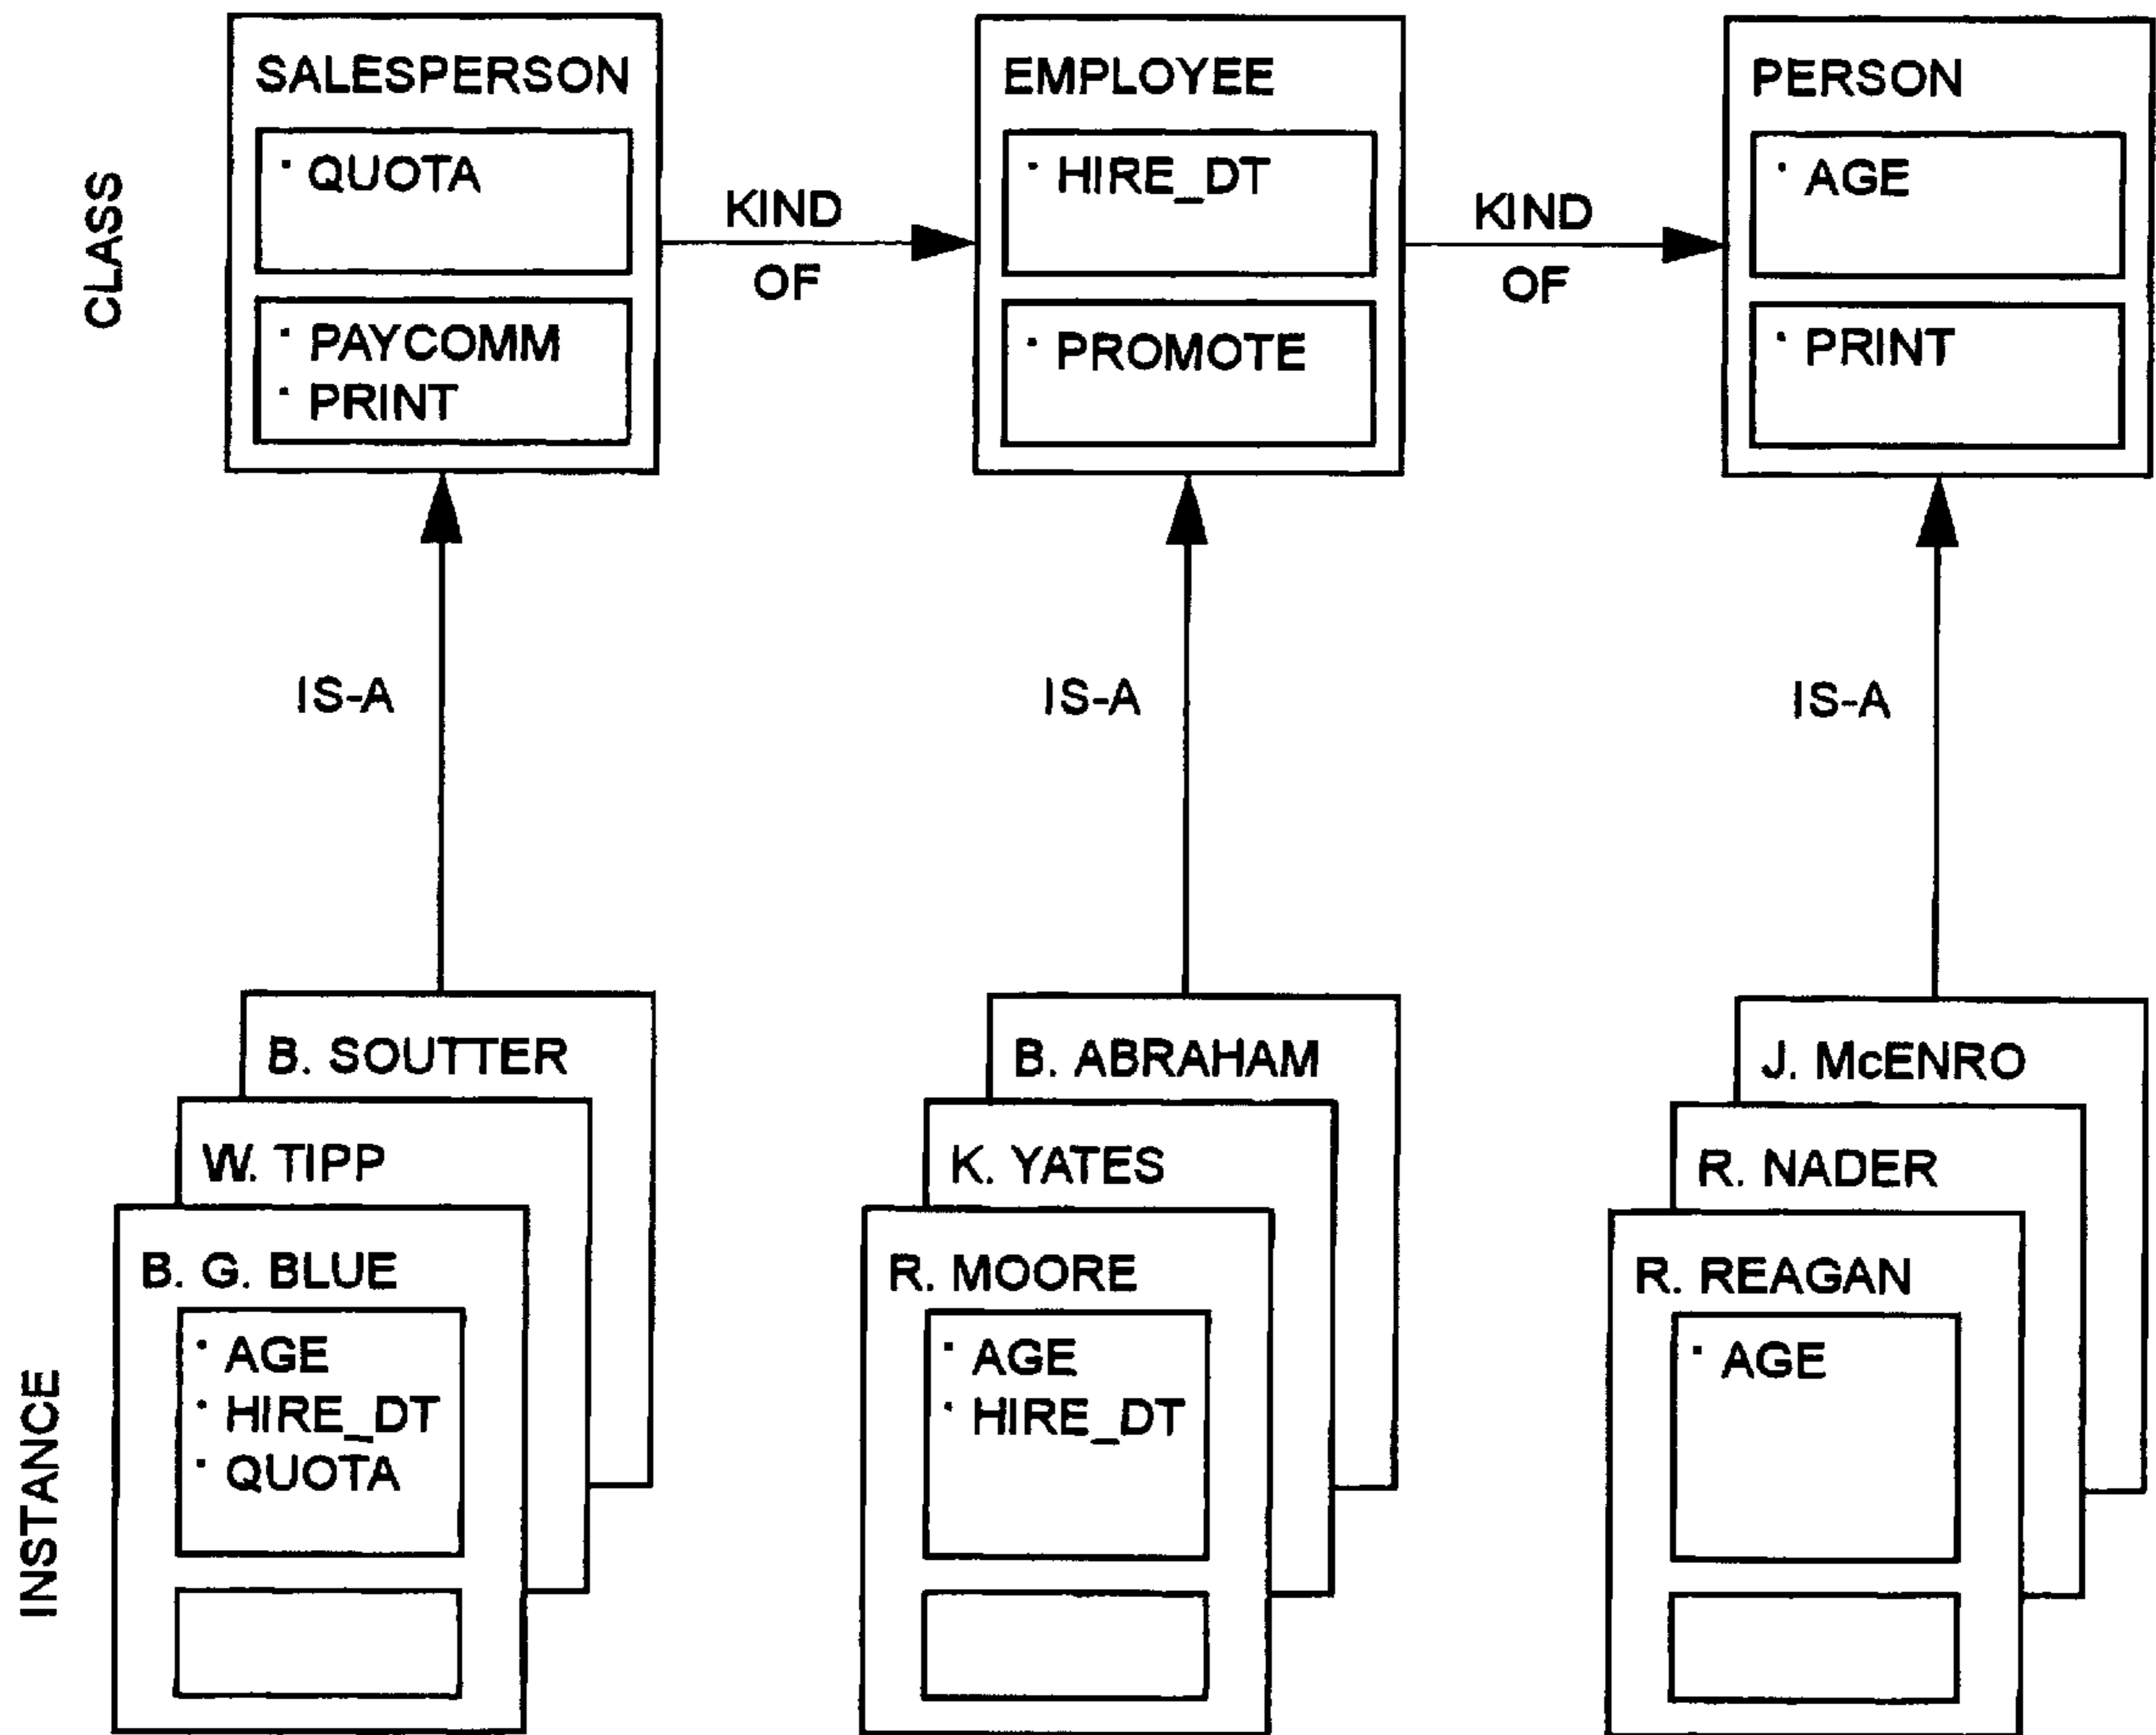 CLASS
SALESPERSON
· QUOTA
· PAYCOMM
· PRINT
KIND
OF
EMPLOYEE
· HIRE_DT
· PROMOTE
KIND
OF
PERSON
· AGE
· PRINT
IS-A
IS-A
IS-A
INSTANCE
B. SOUTTER
W. TIPP
B. G. BLUE
· AGE
· HIRE_DT
· QUOTA
B. ABRAHAM
K. YATES
R. MOORE
· AGE
· HIRE_DT
J. McENRO
R. NADER
R. REAGAN
· AGE